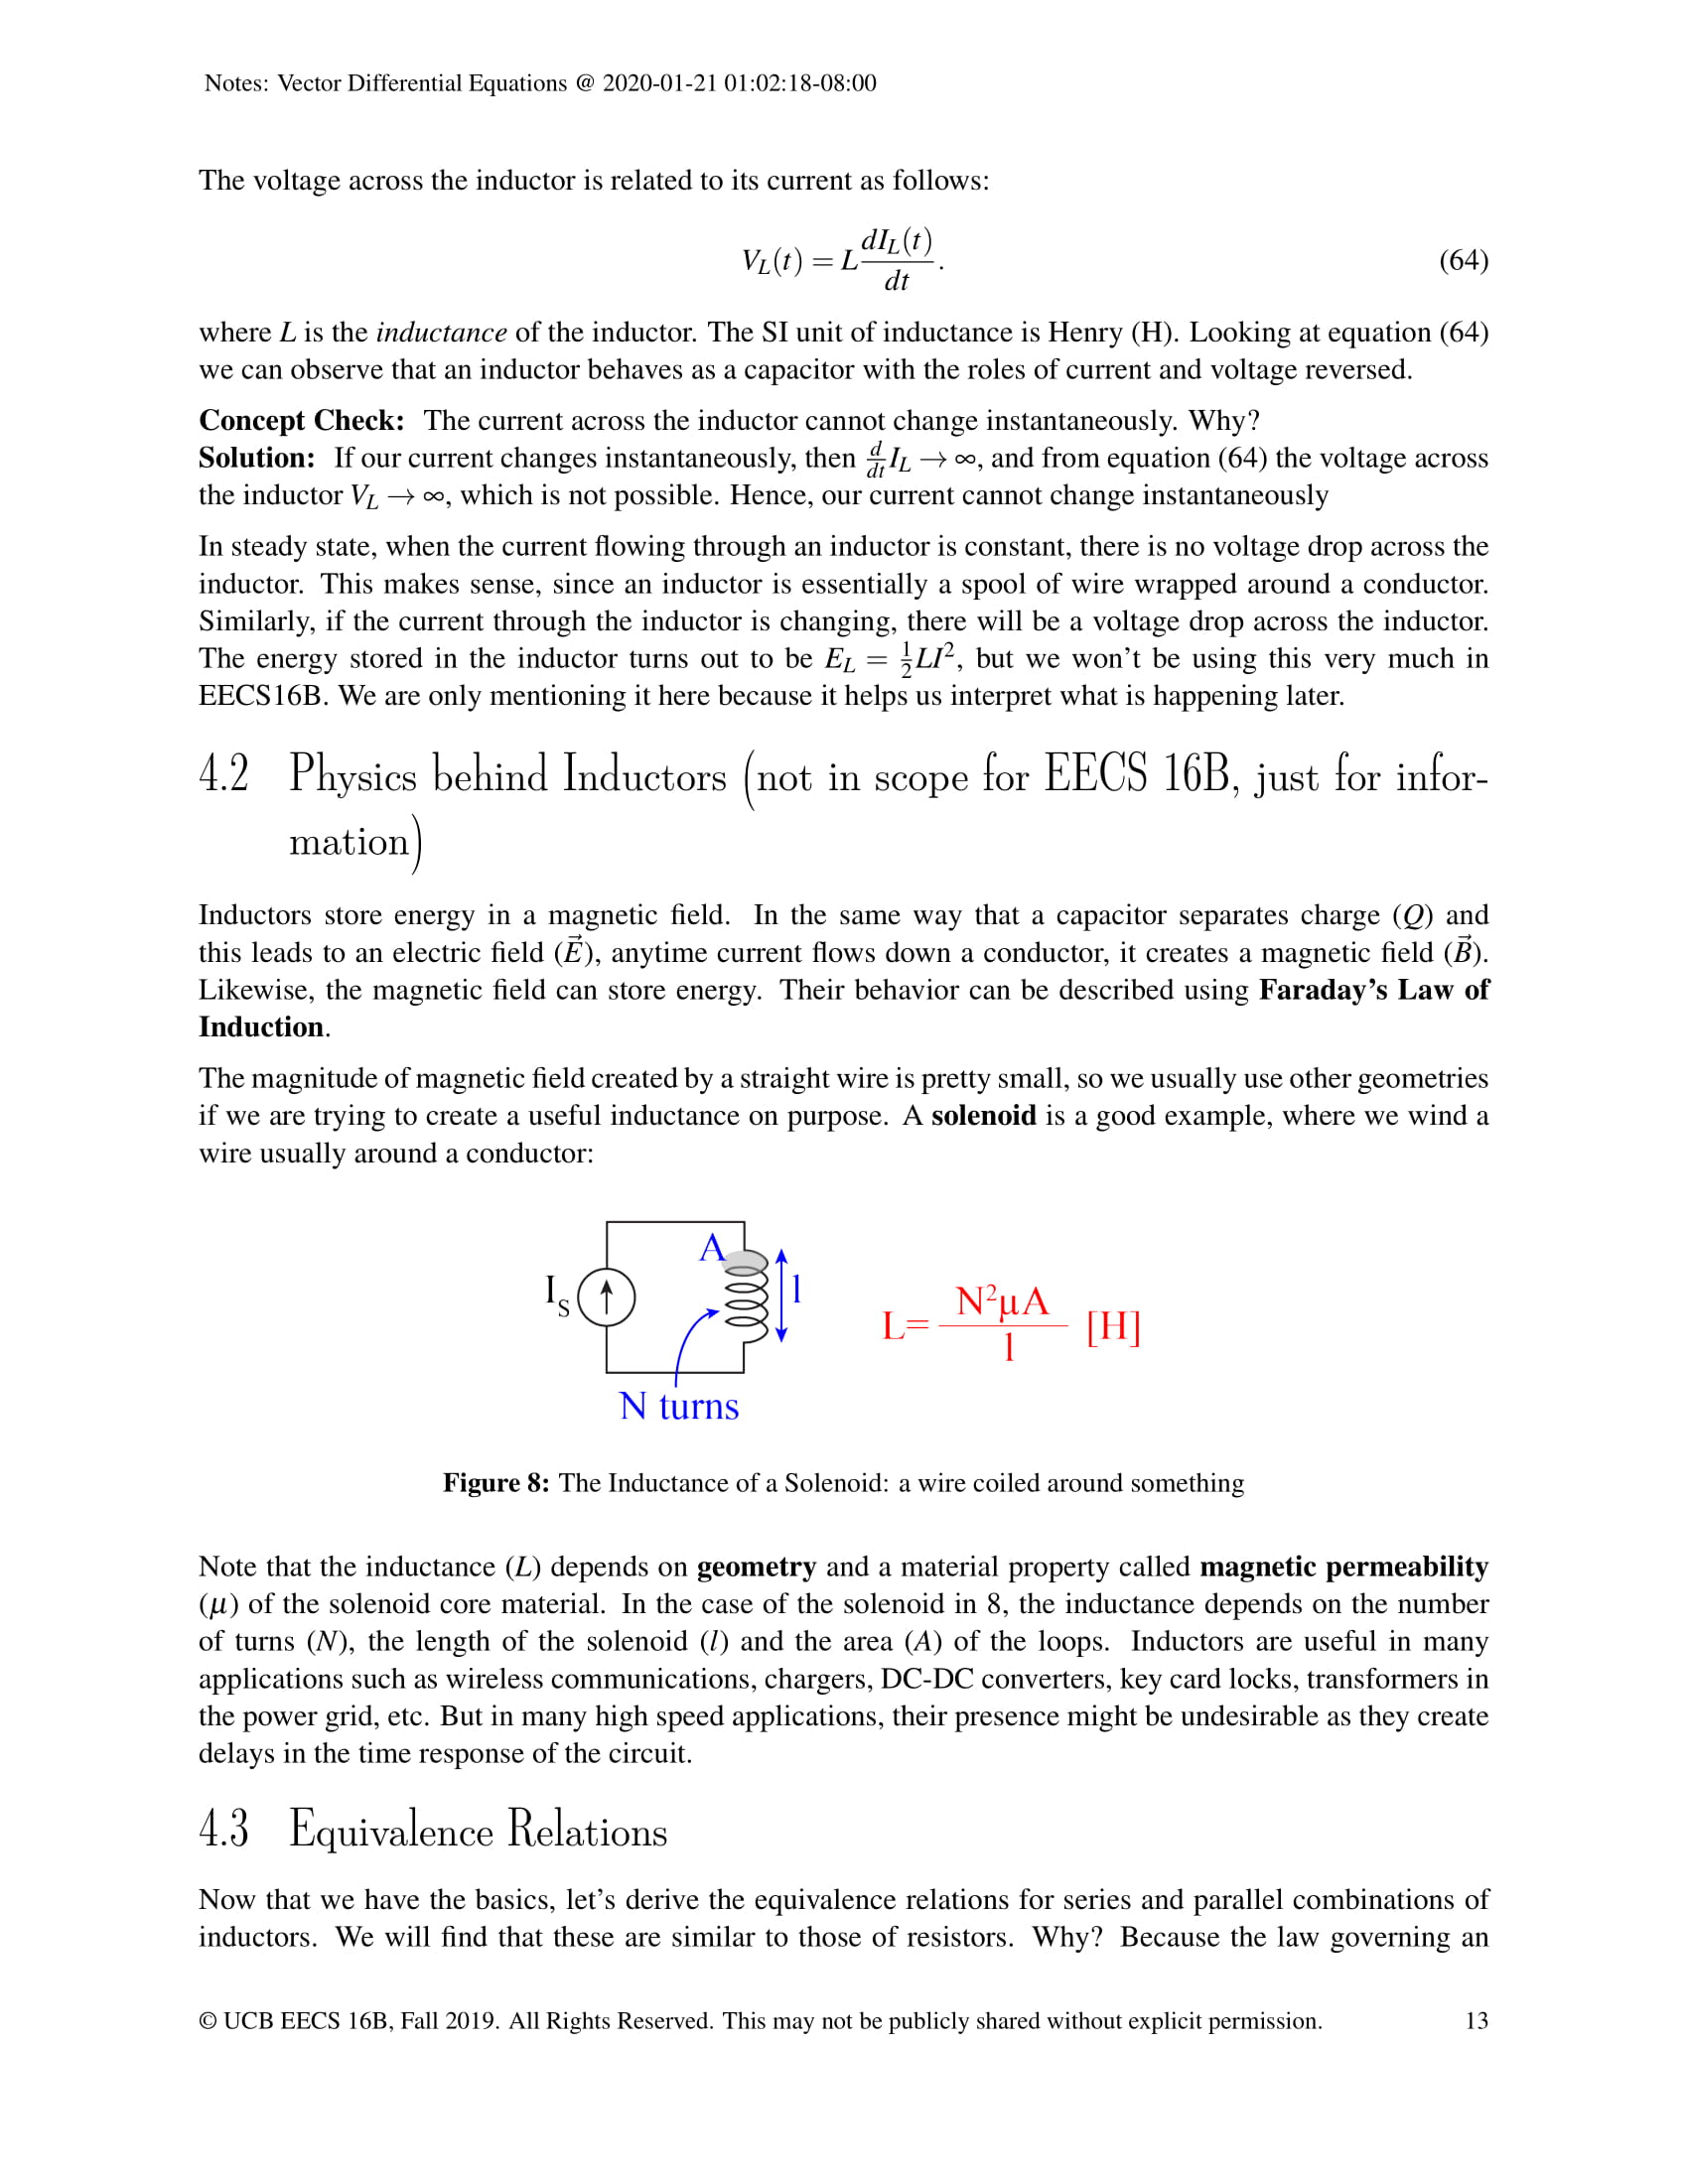 Notes: Vector Differential Equations @ 2020-01-21 01:02:18-08:00
The voltage across the inductor is related to its current as follows:
V_L(t) = L dI_L(t)/dt. (64)
where L is the inductance of the inductor. The SI unit of inductance is Henry (H). Looking at equation (64)
we can observe that an inductor behaves as a capacitor with the roles of current and voltage reversed.
Concept Check: The current across the inductor cannot change instantaneously. Why?
Solution: If our current changes instantaneously, then d/dt I_L → ∞, and from equation (64) the voltage across
the inductor V_L → ∞, which is not possible. Hence, our current cannot change instantaneously
In steady state, when the current flowing through an inductor is constant, there is no voltage drop across the
inductor. This makes sense, since an inductor is essentially a spool of wire wrapped around a conductor.
Similarly, if the current through the inductor is changing, there will be a voltage drop across the inductor.
The energy stored in the inductor turns out to be E_L = 1/2 LI², but we won't be using this very much in
EECS16B. We are only mentioning it here because it helps us interpret what is happening later.
4.2 Physics behind Inductors (not in scope for EECS 16B, just for infor-
mation)
Inductors store energy in a magnetic field. In the same way that a capacitor separates charge (Q) and
this leads to an electric field (E⃗), anytime current flows down a conductor, it creates a magnetic field (B⃗).
Likewise, the magnetic field can store energy. Their behavior can be described using Faraday's Law of
Induction.
The magnitude of magnetic field created by a straight wire is pretty small, so we usually use other geometries
if we are trying to create a useful inductance on purpose. A solenoid is a good example, where we wind a
wire usually around a conductor:
A
I_S
l
L= N²μA / l [H]
N turns
Figure 8: The Inductance of a Solenoid: a wire coiled around something
Note that the inductance (L) depends on geometry and a material property called magnetic permeability
(μ) of the solenoid core material. In the case of the solenoid in 8, the inductance depends on the number
of turns (N), the length of the solenoid (l) and the area (A) of the loops. Inductors are useful in many
applications such as wireless communications, chargers, DC-DC converters, key card locks, transformers in
the power grid, etc. But in many high speed applications, their presence might be undesirable as they create
delays in the time response of the circuit.
4.3 Equivalence Relations
Now that we have the basics, let's derive the equivalence relations for series and parallel combinations of
inductors. We will find that these are similar to those of resistors. Why? Because the law governing an
© UCB EECS 16B, Fall 2019. All Rights Reserved. This may not be publicly shared without explicit permission. 13